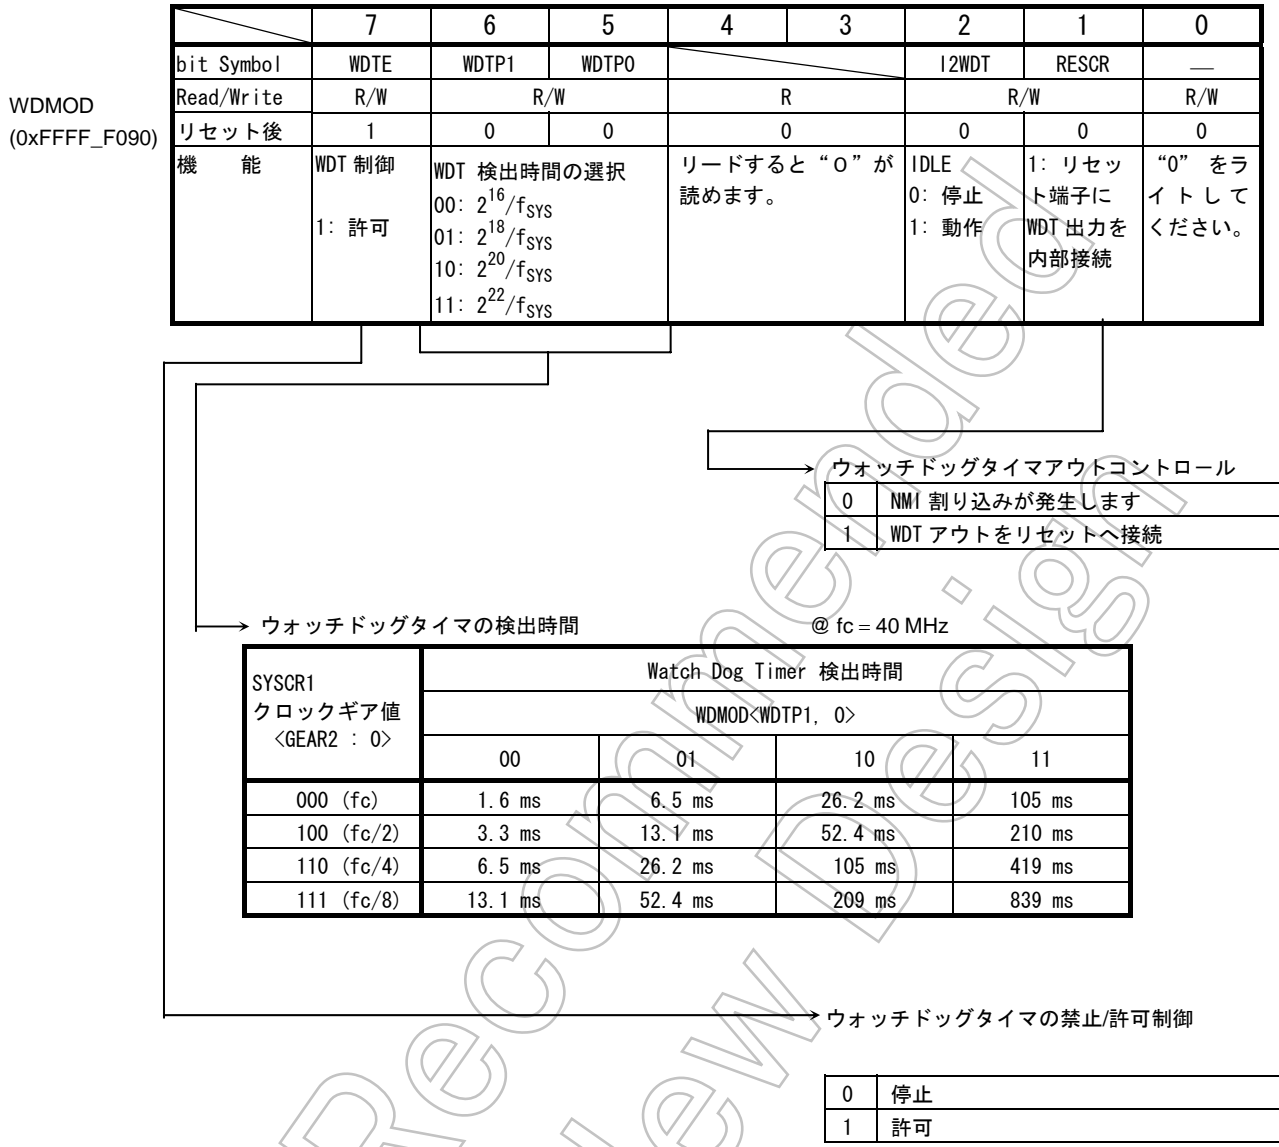 7 6 5 4 3 2 1 0
bit Symbol WDTE WDTP1 WDTP0 I2WDT RESCR —
WDMOD
(0xFFFF_F090)
Read/Write R/W R/W R R/W R/W
リセット後 1 0 0 0 0 0 0
機 能
WDT 制御
1: 許可
WDT 検出時間の選択
00: 2^16/fSYS
01: 2^18/fSYS
10: 2^20/fSYS
11: 2^22/fSYS
リードすると“0”が
読めます。
IDLE
0: 停止
1: 動作
1: リセッ
ト端子に
WDT 出力を
内部接続
“0” をラ
イトして
ください。
ウォッチドッグタイマアウトコントロール
0 NMI 割り込みが発生します
1 WDT アウトをリセットへ接続
ウォッチドッグタイマの検出時間 @ fc = 40 MHz
SYSCR1
クロックギア値
<GEAR2 : 0>
Watch Dog Timer 検出時間
WDMOD<WDTP1, 0>
00 01 10 11
000 (fc) 1.6 ms 6.5 ms 26.2 ms 105 ms
100 (fc/2) 3.3 ms 13.1 ms 52.4 ms 210 ms
110 (fc/4) 6.5 ms 26.2 ms 105 ms 419 ms
111 (fc/8) 13.1 ms 52.4 ms 209 ms 839 ms
ウォッチドッグタイマの禁止/許可制御
0 停止
1 許可
Recommended
New Design